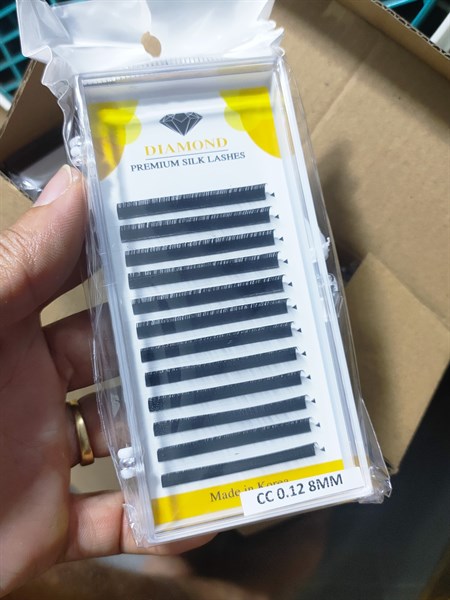 DIAMOND
PREMIUM SILK LASHES
Made in Korea
CC 0.12 8MM